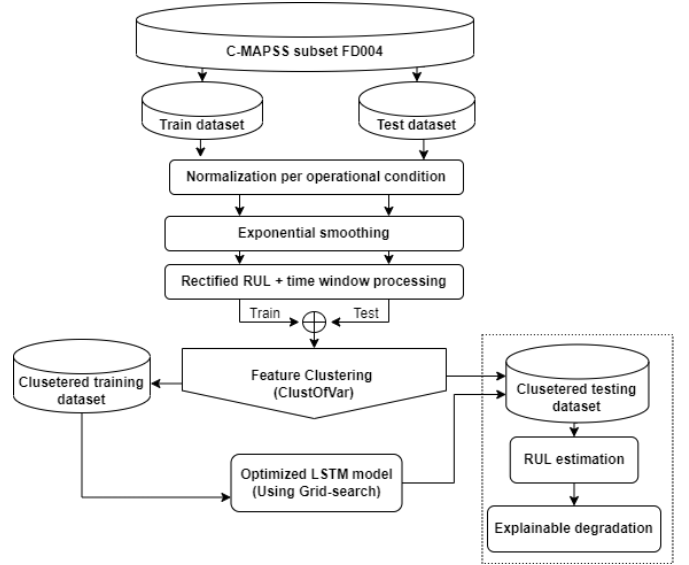 C-MAPSS subset FD004
Train dataset
Test dataset
Normalization per operational condition
Exponential smoothing
Rectified RUL + time window processing
Train
Test
Feature Clustering
(ClustOfVar)
Clusetered training
dataset
Clusetered testing
dataset
Optimized LSTM model
(Using Grid-search)
RUL estimation
Explainable degradation